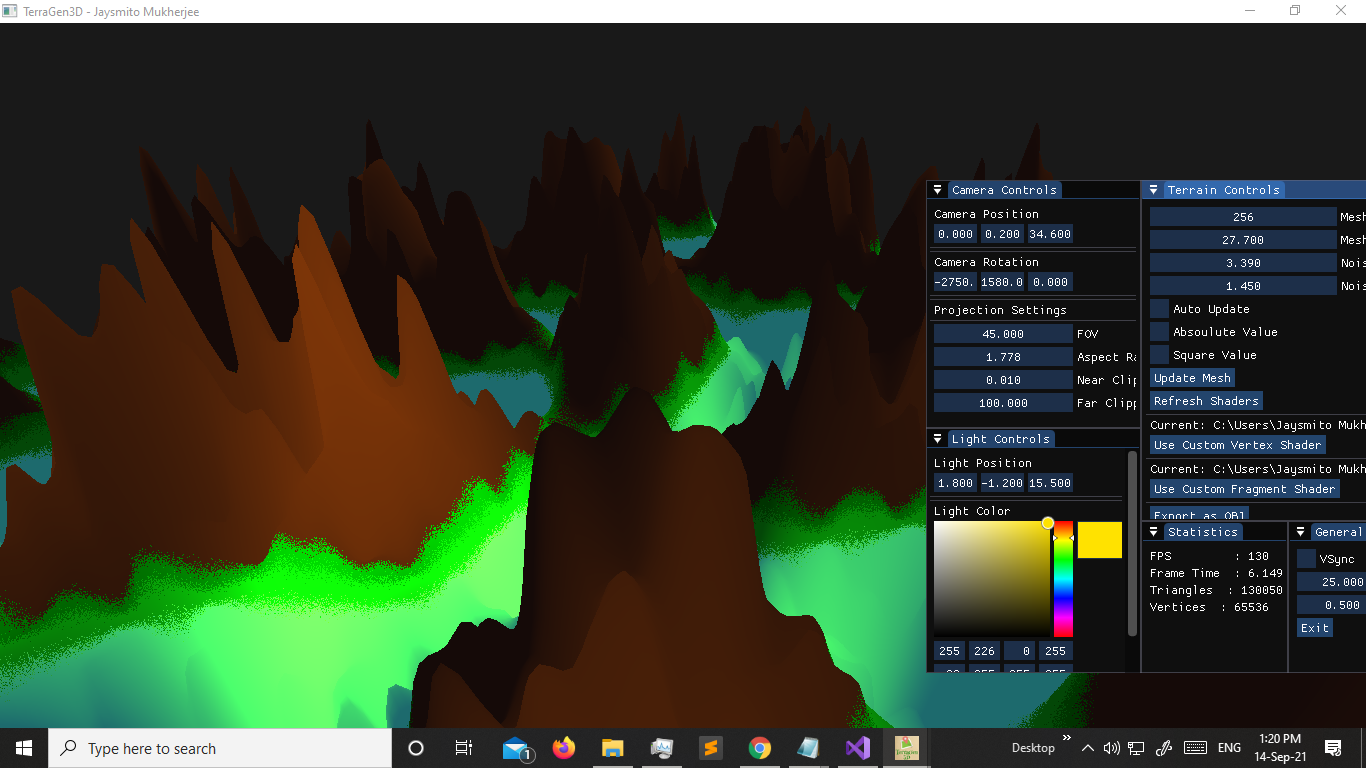 TerraGen3D - Jaysmito Mukherjee
Camera Controls
Camera Position
0.000 0.200 34.600
Camera Rotation
-2750. 1580.0 0.000
Projection Settings
45.000 FOV
1.778 Aspect Ra
0.010 Near Clip
100.000 Far Clipp
Light Controls
Light Position
1.800 -1.200 15.500
Light Color
255 226 0 255
Terrain Controls
256 Mesh
27.700 Mesh
3.390 Nois
1.450 Nois
Auto Update
Absoulute Value
Square Value
Update Mesh
Refresh Shaders
Current: C:\Users\Jaysmito Mukh
Use Custom Vertex Shader
Current: C:\Users\Jaysmito Mukh
Use Custom Fragment Shader
Export as OBJ
Statistics
FPS : 130
Frame Time : 6.149
Triangles : 130050
Vertices : 65536
General
VSync
25.000
0.500
Exit
Type here to search
1
Desktop
ENG
1:20 PM
14-Sep-21